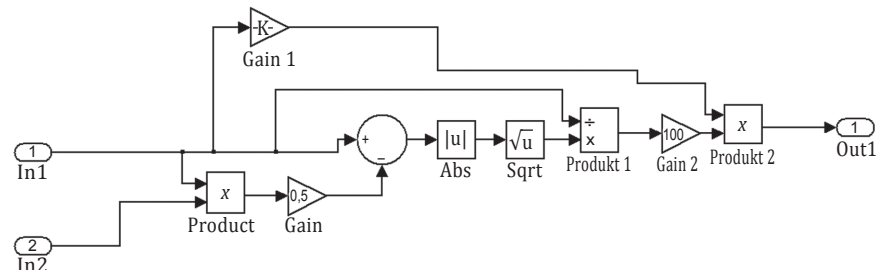 -K-
Gain 1
1
In1
+
−
|u|
Abs
√u
Sqrt
÷
x
Produkt 1
100
Gain 2
x
Produkt 2
1
Out1
x
Product
0,5
Gain
2
In2